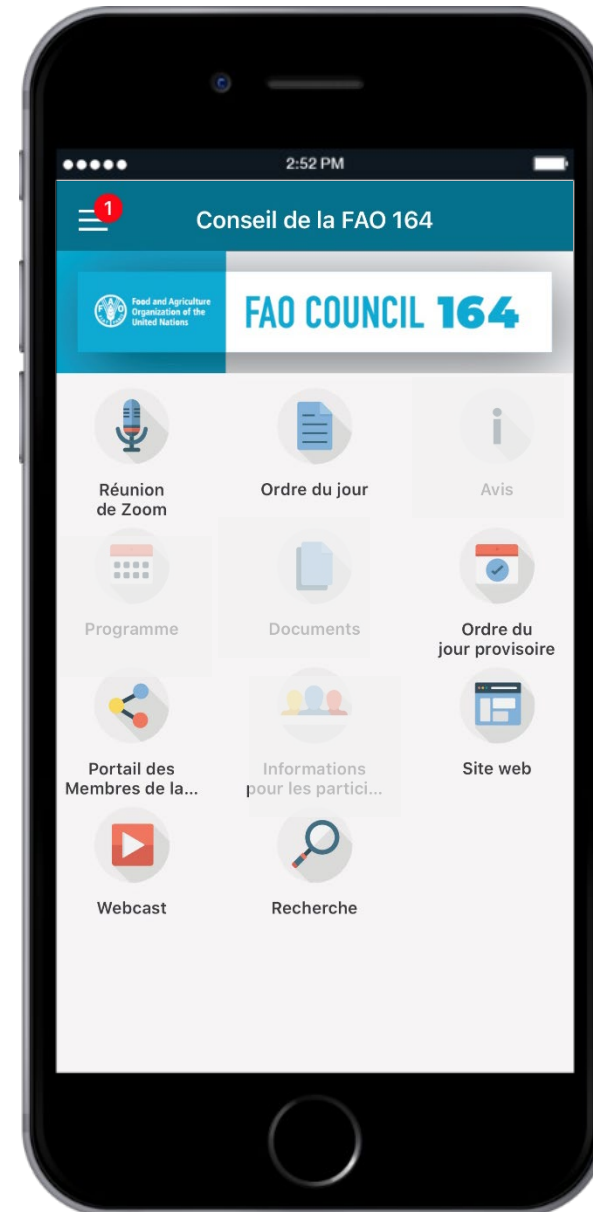 2:52 PM
1
Conseil de la FAO 164
Food and Agriculture
Organization of the
United Nations
FAO COUNCIL 164
Réunion
de Zoom
Ordre du jour
Avis
Programme
Documents
Ordre du
jour provisoire
Portail des
Membres de la...
Informations
pour les partici...
Site web
Webcast
Recherche